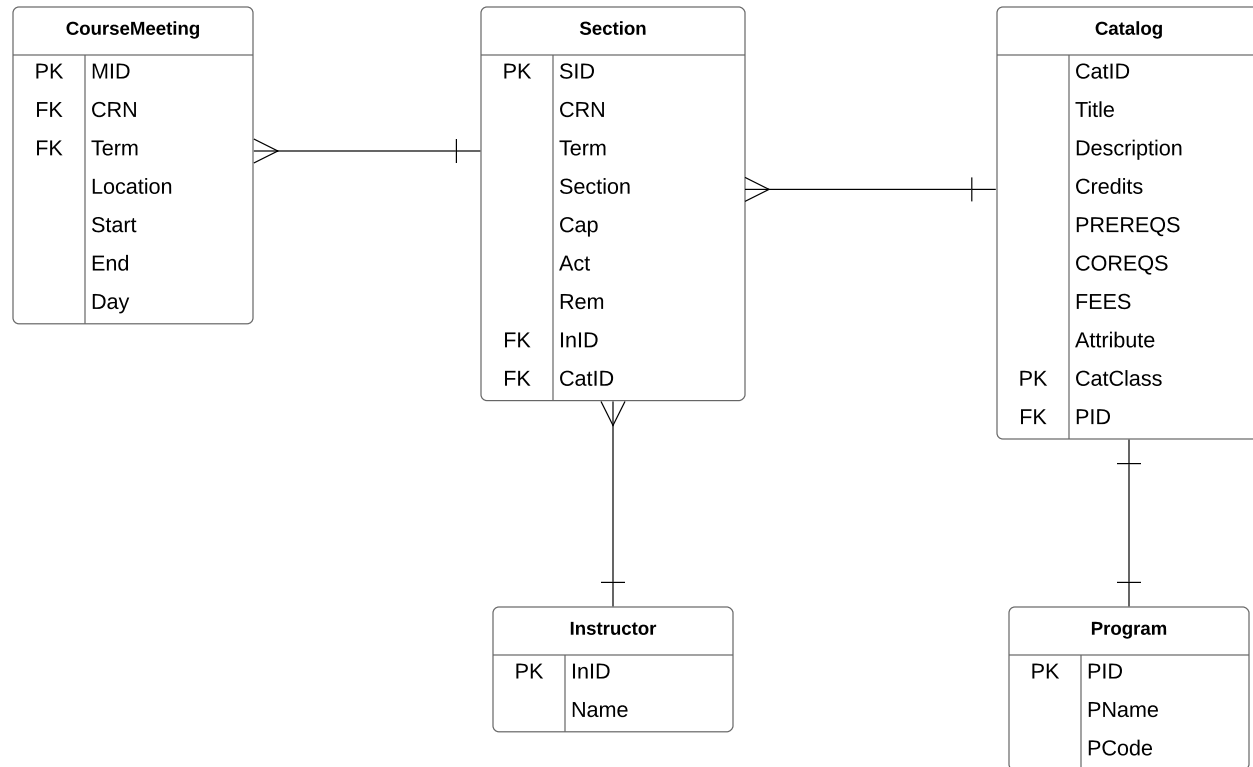 CourseMeeting
PK MID
FK CRN
FK Term
Location
Start
End
Day
Section
PK SID
CRN
Term
Section
Cap
Act
Rem
FK InID
FK CatID
Catalog
CatID
Title
Description
Credits
PREREQS
COREQS
FEES
Attribute
PK CatClass
FK PID
Instructor
PK InID
Name
Program
PK PID
PName
PCode